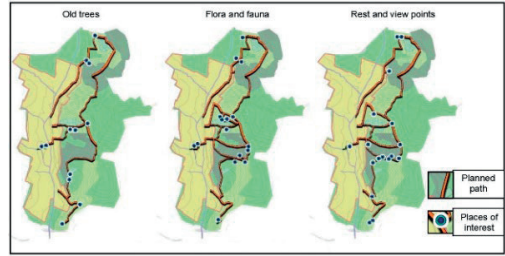 Old trees
Flora and fauna
Rest and view points
Planned
path
Places of
interest